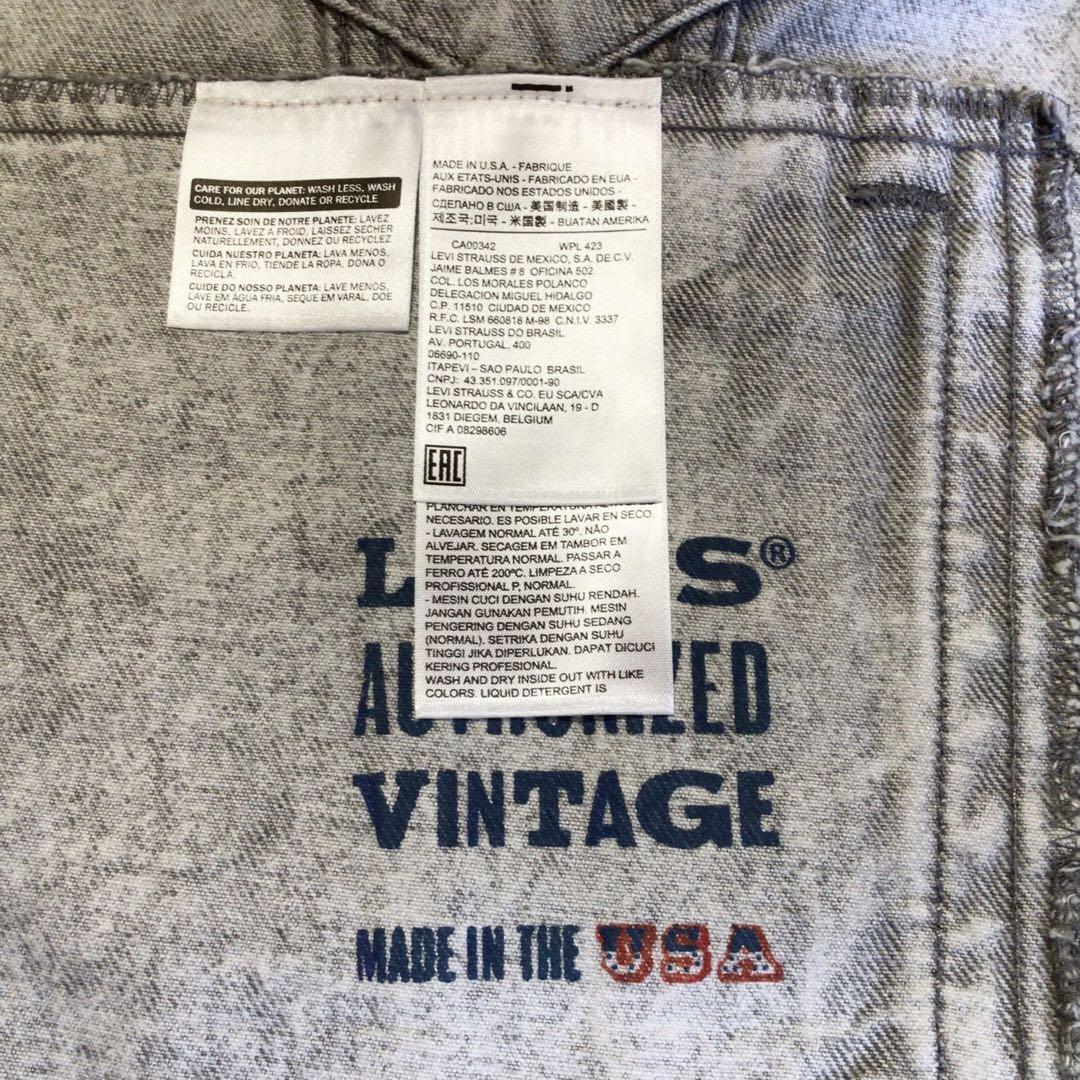 CARE FOR OUR PLANET: WASH LESS, WASH
COLD, LINE DRY, DONATE OR RECYCLE
PRENEZ SOIN DE NOTRE PLANETE: LAVEZ
MOINS, LAVEZ A FROID, LAISSEZ SECHER
NATURELLEMENT, DONNEZ OU RECYCLEZ
CUIDA NUESTRO PLANETA: LAVA MENOS,
LAVA EN FRIO, TIENDE LA ROPA, DONA O
RECICLA.
CUIDE DO NOSSO PLANETA: LAVE MENOS,
LAVE EM ÁGUA FRIA, SEQUE EM VARAL, DOE
OU RECICLE.
MADE IN U.S.A. - FABRIQUE
AUX ETATS-UNIS - FABRICADO EN EUA -
FABRICADO NOS ESTADOS UNIDOS -
СДЕЛАНО В США - 美国制造 - 美國製 -
제조국:미국 - 米国製 - BUATAN AMERIKA
CA00342 WPL 423
LEVI STRAUSS DE MEXICO, S.A. DE C.V.
JAIME BALMES # 8 OFICINA 502
COL. LOS MORALES POLANCO
DELEGACION MIGUEL HIDALGO
C.P. 11510 CIUDAD DE MEXICO
R.F.C. LSM 660818 M-98 C.N.I.V. 3337
LEVI STRAUSS DO BRASIL
AV. PORTUGAL, 400
06690-110
ITAPEVI – SAO PAULO BRASIL
CNPJ: 43.351.097/0001-90
LEVI STRAUSS & CO. EU SCA/CVA
LEONARDO DA VINCILAAN, 19 - D
1831 DIEGEM, BELGIUM
CIF A 08298606
EAC
PLANCHAR EN TEMPERATURA
NECESARIO. ES POSIBLE LAVAR EN SECO.
- LAVAGEM NORMAL ATÉ 30º. NÃO
ALVEJAR. SECAGEM EM TAMBOR EM
TEMPERATURA NORMAL. PASSAR A
FERRO ATÉ 200ºC. LIMPEZA A SECO
PROFISSIONAL P, NORMAL.
- MESIN CUCI DENGAN SUHU RENDAH.
JANGAN GUNAKAN PEMUTIH. MESIN
PENGERING DENGAN SUHU SEDANG
(NORMAL). SETRIKA DENGAN SUHU
TINGGI JIKA DIPERLUKAN. DAPAT DICUCI
KERING PROFESIONAL.
WASH AND DRY INSIDE OUT WITH LIKE
COLORS. LIQUID DETERGENT IS
VINTAGE
MADE IN THE USA